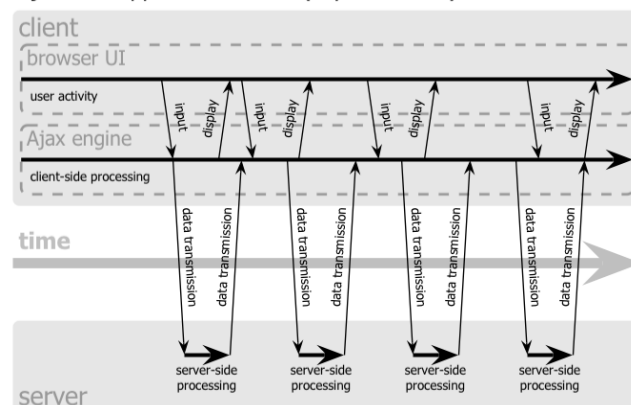 client
browser UI
user activity
input
display
input
display
input
display
input
display
Ajax engine
client-side processing
data transmission
data transmission
data transmission
data transmission
data transmission
data transmission
data transmission
data transmission
time
server-side
processing
server-side
processing
server-side
processing
server-side
processing
server